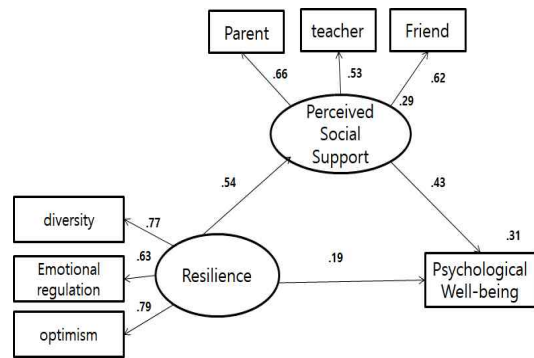 Parent
teacher
Friend
.66
.53
.62
.29
Perceived
Social
Support
.54
.43
diversity
.77
.31
Emotional
regulation
.63
Resilience
.19
Psychological
Well-being
.79
optimism